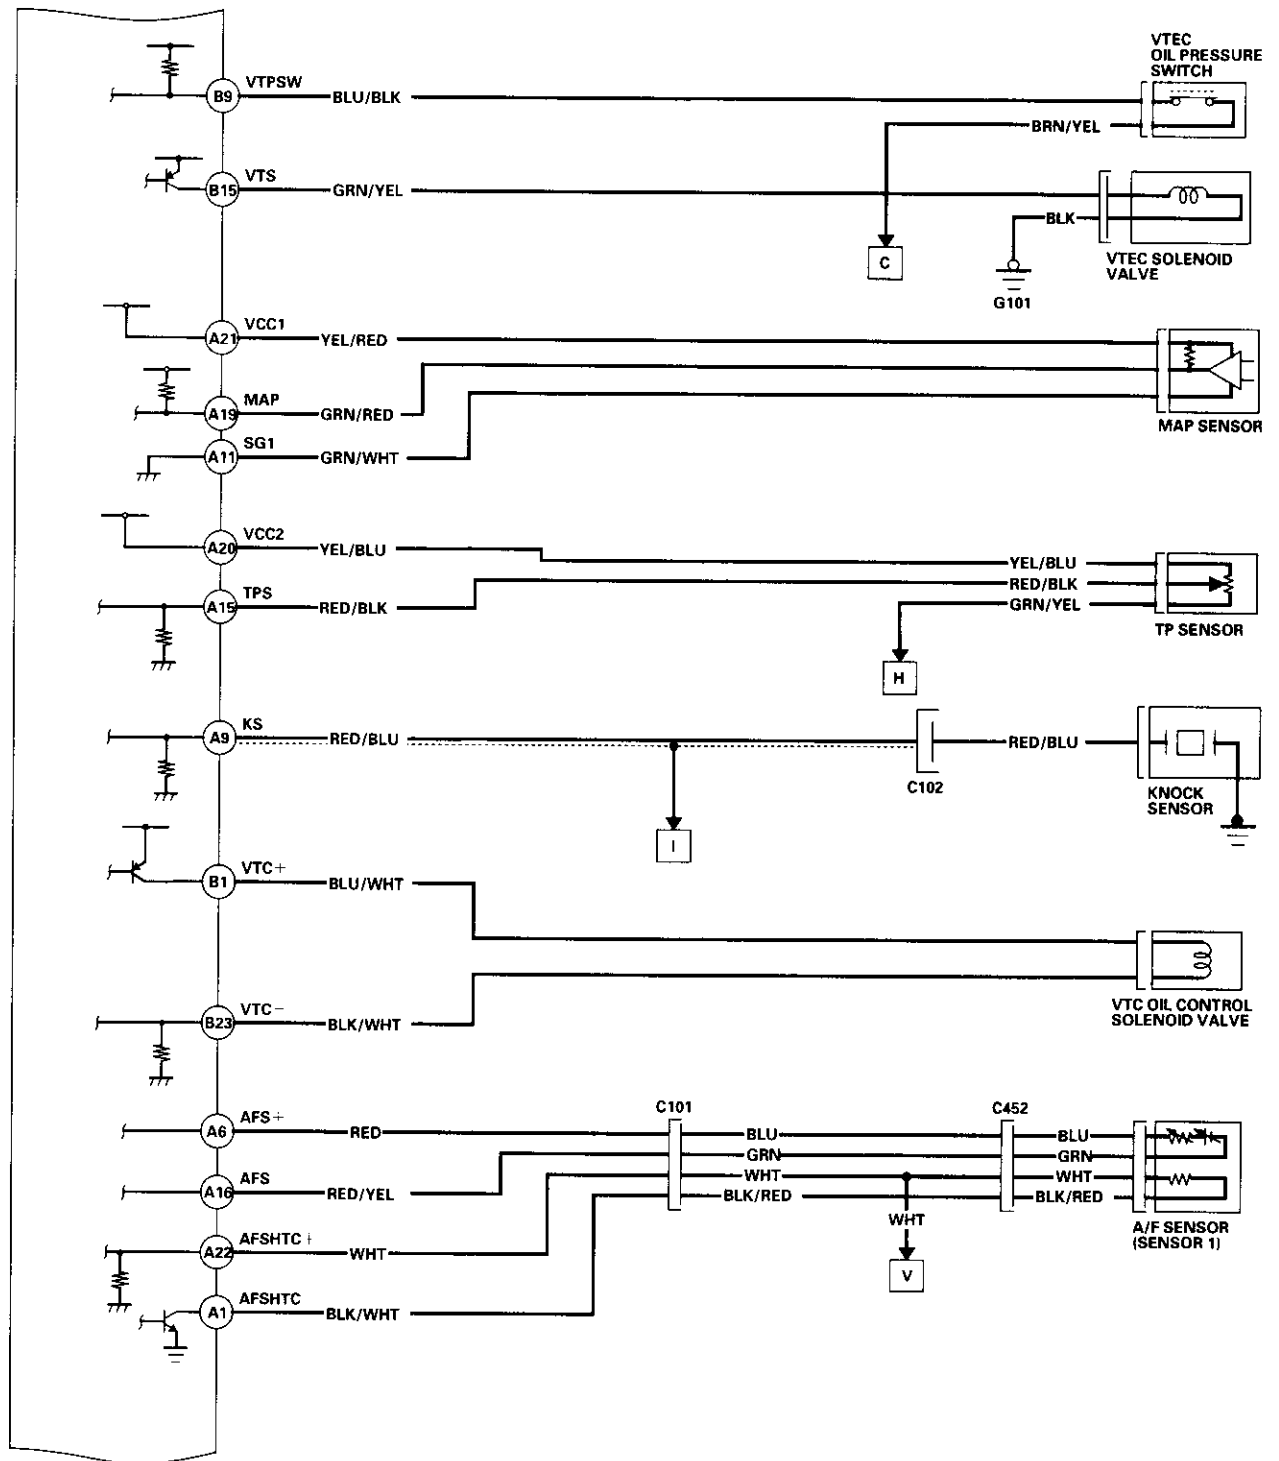 VTEC
OIL PRESSURE
SWITCH
B9 VTPSW BLU/BLK
BRN/YEL
B15 VTS GRN/YEL
BLK
C
G101
VTEC SOLENOID
VALVE
A21 VCC1 YEL/RED
A19 MAP GRN/RED
A11 SG1 GRN/WHT
MAP SENSOR
A20 VCC2 YEL/BLU YEL/BLU
A15 TPS RED/BLK RED/BLK
GRN/YEL
TP SENSOR
H
A9 KS RED/BLU RED/BLU
C102
I
KNOCK
SENSOR
B1 VTC+ BLU/WHT
B23 VTC− BLK/WHT
VTC OIL CONTROL
SOLENOID VALVE
C101 C452
A6 AFS+ RED BLU BLU
GRN GRN
A16 AFS RED/YEL WHT WHT
BLK/RED BLK/RED
WHT
A/F SENSOR
(SENSOR 1)
A22 AFSHTC+ WHT
V
A1 AFSHTC BLK/WHT